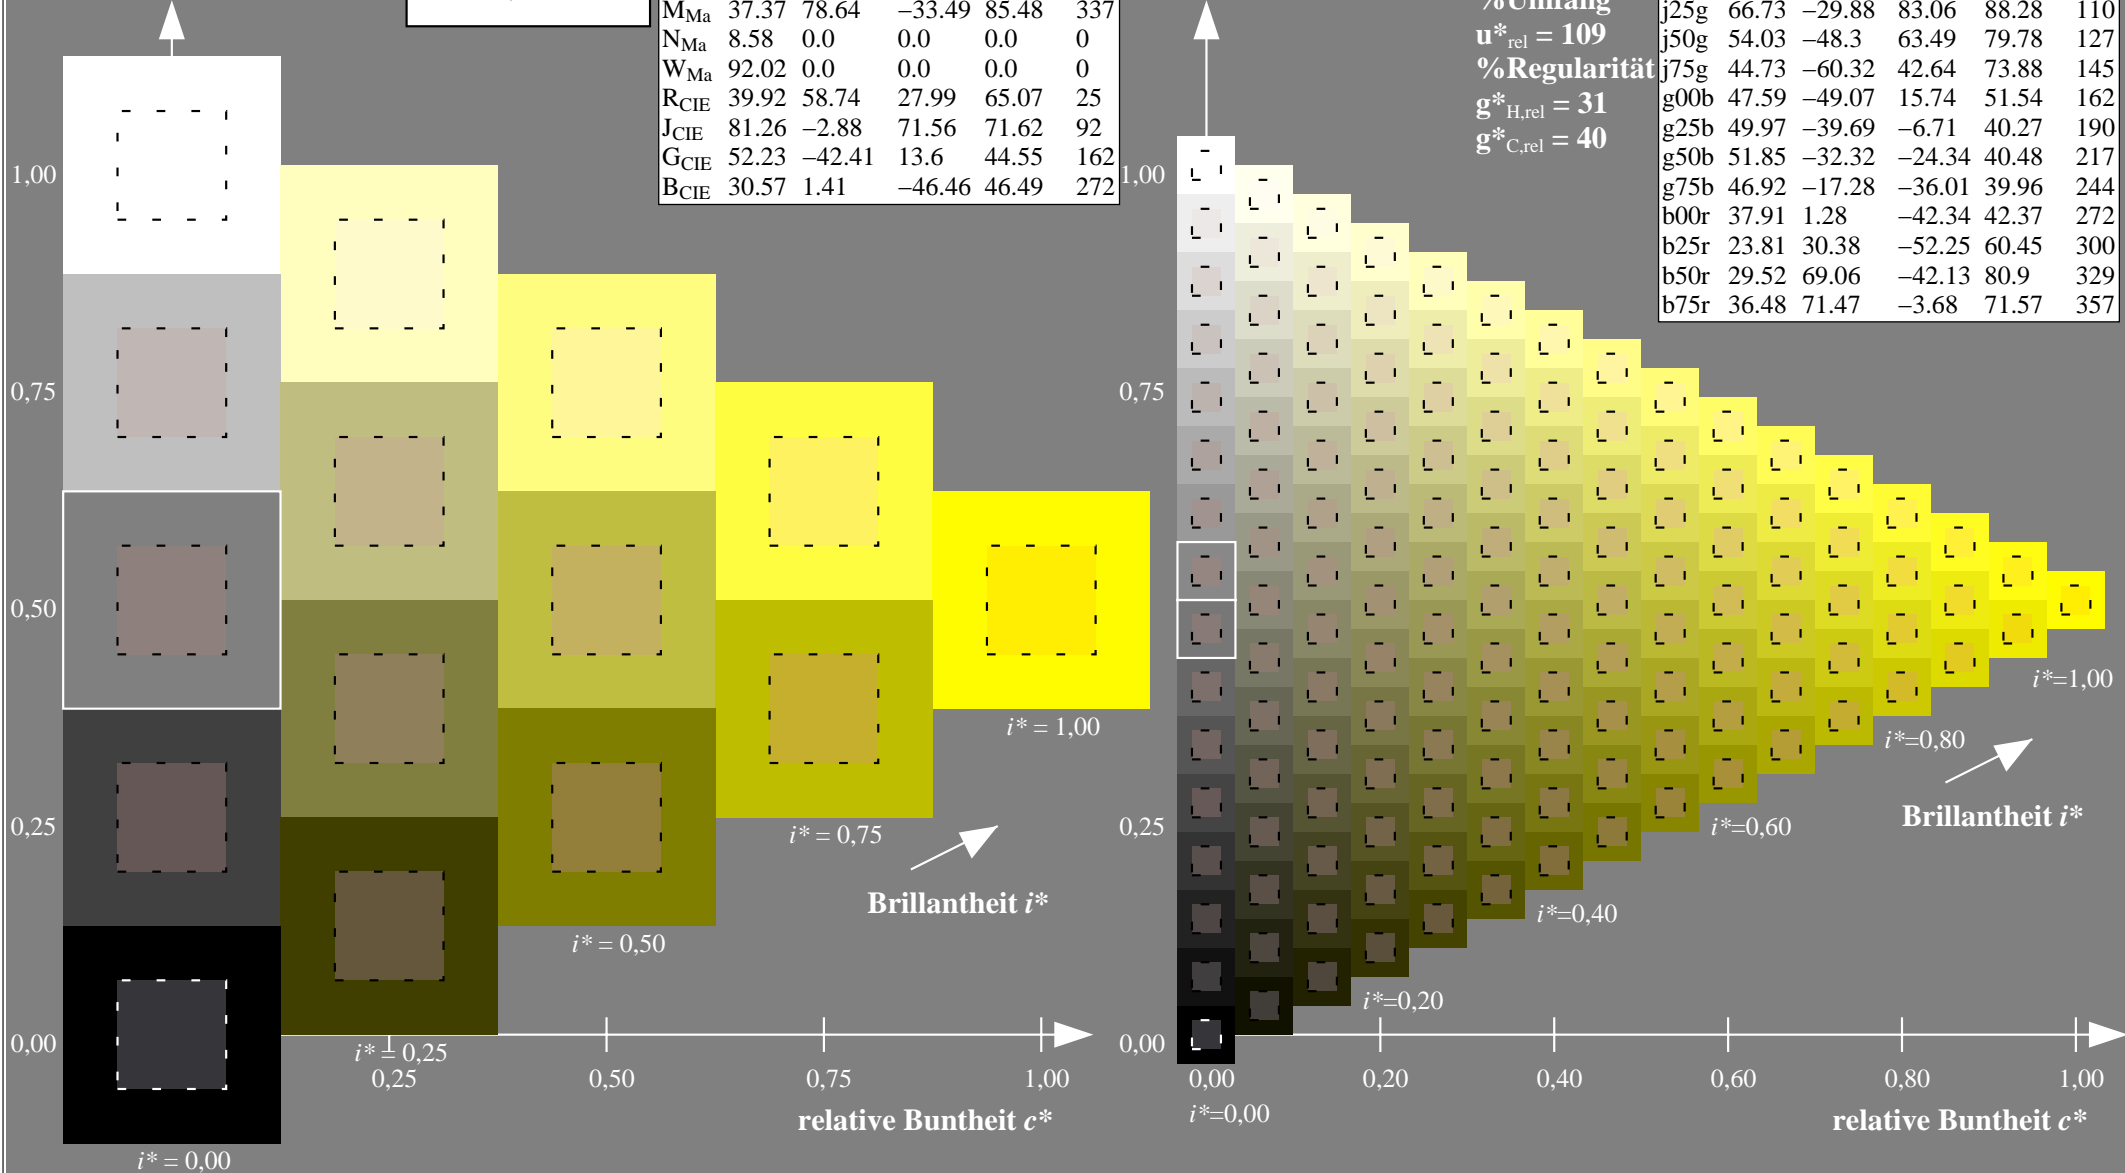 M_Ma 37.37 78.64 −33.49 85.48 337
N_Ma 8.58 0.0 0.0 0.0 0
W_Ma 92.02 0.0 0.0 0.0 0
R_CIE 39.92 58.74 27.99 65.07 25
J_CIE 81.26 −2.88 71.56 71.62 92
G_CIE 52.23 −42.41 13.6 44.55 162
B_CIE 30.57 1.41 −46.46 46.49 272
1,00
0,75
0,50
0,25
0,00
i* = 1,00
i* = 0,75
Brillantheit i*
i* = 0,50
i* = 0,25
0,25 0,50 0,75 1,00
relative Buntheit c*
i* = 0,00
%Umfang
u*rel = 109
%Regularität
g*H,rel = 31
g*C,rel = 40
j25g 66.73 −29.88 83.06 88.28 110
j50g 54.03 −48.3 63.49 79.78 127
j75g 44.73 −60.32 42.64 73.88 145
g00b 47.59 −49.07 15.74 51.54 162
g25b 49.97 −39.69 −6.71 40.27 190
g50b 51.85 −32.32 −24.34 40.48 217
g75b 46.92 −17.28 −36.01 39.96 244
b00r 37.91 1.28 −42.34 42.37 272
b25r 23.81 30.38 −52.25 60.45 300
b50r 29.52 69.06 −42.13 80.9 329
b75r 36.48 71.47 −3.68 71.57 357
1,00
0,75
0,25
0,00
i*=1,00
i*=0,80
Brillantheit i*
i*=0,60
i*=0,40
i*=0,20
0,00 0,20 0,40 0,60 0,80 1,00
i*=0,00
relative Buntheit c*